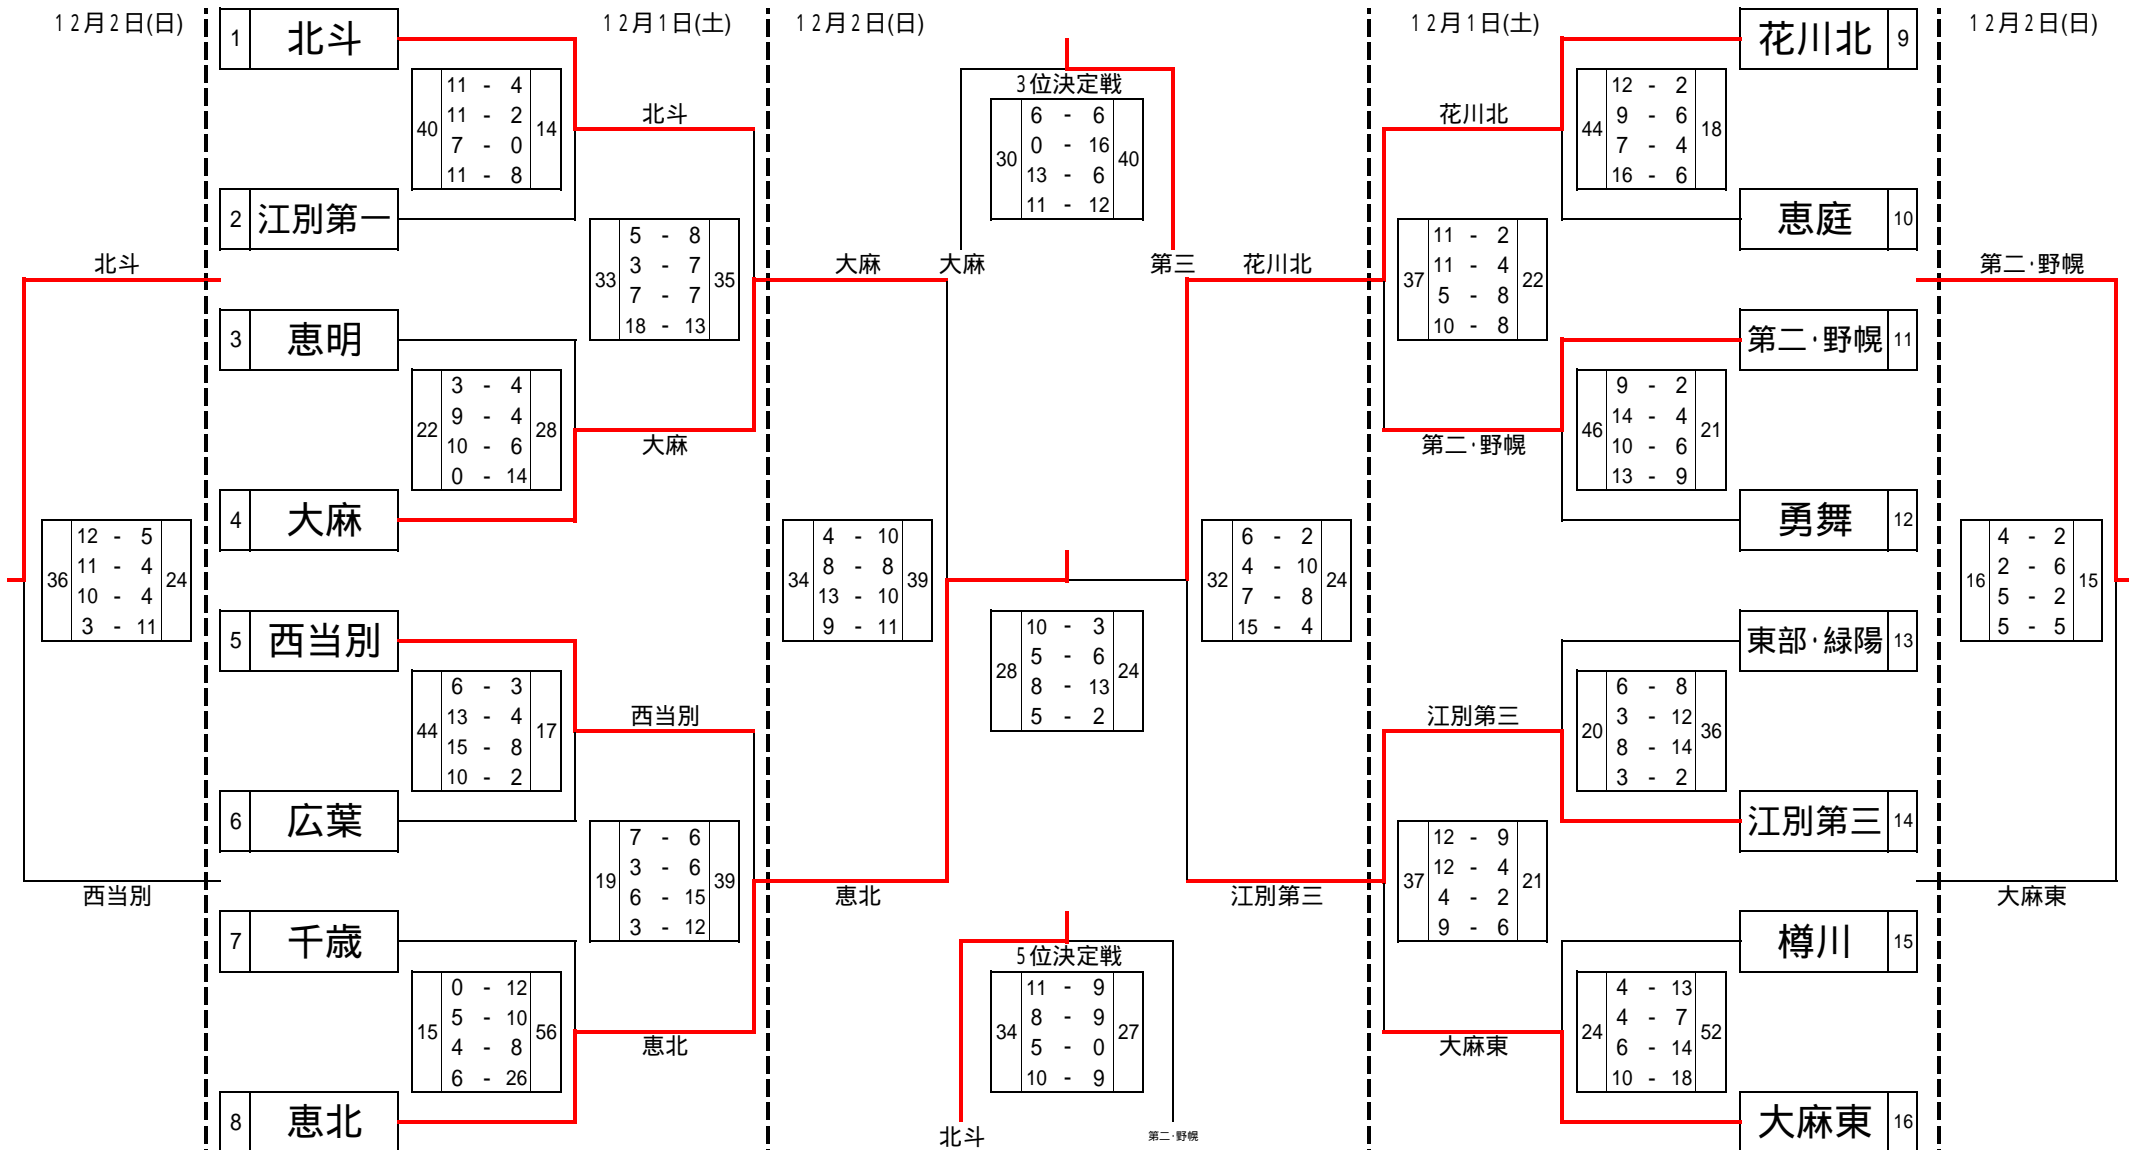 12月2日(日)
12月1日(土)
12月2日(日)
12月1日(土)
12月2日(日)
1 北斗
40
11 - 4
11 - 2
7 - 0
11 - 8
14
2 江別第一
3 恵明
22
3 - 4
9 - 4
10 - 6
0 - 14
28
4 大麻
5 西当別
44
6 - 3
13 - 4
15 - 8
10 - 2
17
6 広葉
7 千歳
15
0 - 12
5 - 10
4 - 8
6 - 26
56
8 恵北
北斗
36
12 - 5
11 - 4
10 - 4
3 - 11
24
西当別
北斗
33
5 - 8
3 - 7
7 - 7
18 - 13
35
大麻
西当別
19
7 - 6
3 - 6
6 - 15
3 - 12
39
恵北
大麻
34
4 - 10
8 - 8
13 - 10
9 - 11
39
恵北
3位決定戦
30
6 - 6
0 - 16
13 - 6
11 - 12
40
大麻
第三
28
10 - 3
5 - 6
8 - 13
5 - 2
24
5位決定戦
34
11 - 9
8 - 9
5 - 0
10 - 9
27
北斗
第二・野幌
花川北
32
6 - 2
4 - 10
7 - 8
15 - 4
24
江別第三
花川北
37
11 - 2
11 - 4
5 - 8
10 - 8
22
第二・野幌
江別第三
37
12 - 9
12 - 4
4 - 2
9 - 6
21
大麻東
花川北 9
44
12 - 2
9 - 6
7 - 4
16 - 6
18
恵庭 10
第二・野幌 11
46
9 - 2
14 - 4
10 - 6
13 - 9
21
勇舞 12
東部・緑陽 13
20
6 - 8
3 - 12
8 - 14
3 - 2
36
江別第三 14
樽川 15
24
4 - 13
4 - 7
6 - 14
10 - 18
52
大麻東 16
第二・野幌
16
4 - 2
2 - 6
5 - 2
5 - 5
15
大麻東